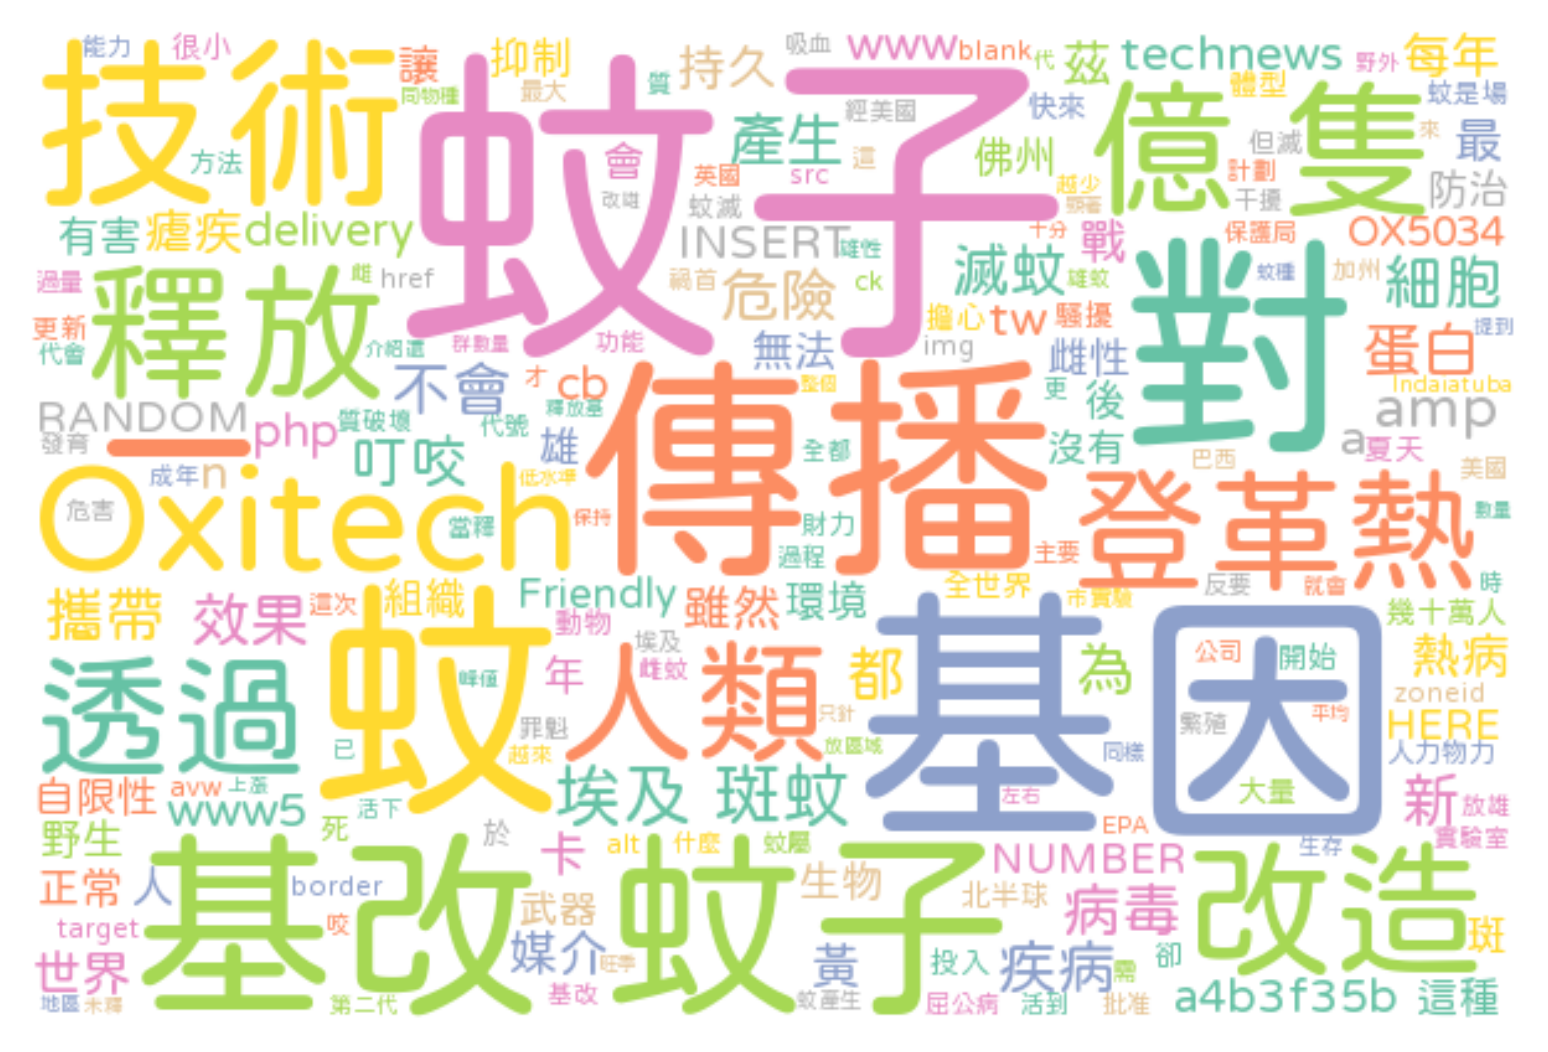 能力 很小 讓 抑制 持久 吸血 www blank 代 茲 technews 野外 每年
技術 同物種 最大 質 蚊子 經美國 快來 體型 蚊是場
方法 會 產生 這 佛州 億隻 但滅 來 最
英國 src 越少 計劃 防治
改雄 蚊滅 顯著 干擾
有害 瘧疾 delivery INSERT 雄性 十分 戰 保護局 OX5034
過量 釋放 雌 href 禍首 危險 ck 滅蚊 雄蚊 對 蚊種 加州 細胞
更新 擔心 tw 騷擾 提到
代會 介紹還 群數量 功能 無法 img 雌性 蛋白
不會 才 cb 傳播 整個 更 Indaiatuba
RANDOM 一 php 質破壞 代號 釋放基 後 amp
發育 叮咬 雄 全都 沒有 a 夏天
成年 n 低水準 巴西 美國
Oxitech 危害 當釋 保持 財力 登革熱 數量
過程 主要
攜帶 效果 這次 組織 Friendly 雖然 環境 全世界 市實驗 反要 就會 時
蚊 動物 埃及 基因 幾十萬人
透過 峰值 年 人類 雌蚊 都 為 公司 開始 熱病
罪魁 只針 繁殖 平均 zoneid
已 越來 放區域 同樣 HERE
人力物力
自限性 avw 上漲 www5 活下 埃及 斑蚊 左右 大量 新 放雄
野生 死 於 卡 alt 什麼 蚊屬 EPA 生存 實驗室
正常 人 基改 border 蚊子 生物 NUMBER 北半球 改造
target 咬 武器 病毒 斑
世界 媒介 旺季 黃 投入 疾病 需 卻
地區 未釋 第二代 基改 蚊產生 屈公病 活到 批准 a4b3f35b 這種